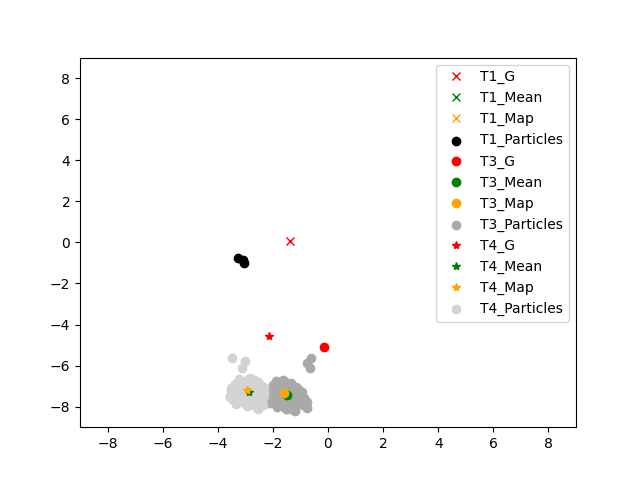 8
6
4
2
0
−2
−4
−6
−8
−8
−6
−4
−2
0
2
4
6
8
T1_G
T1_Mean
T1_Map
T1_Particles
T3_G
T3_Mean
T3_Map
T3_Particles
T4_G
T4_Mean
T4_Map
T4_Particles